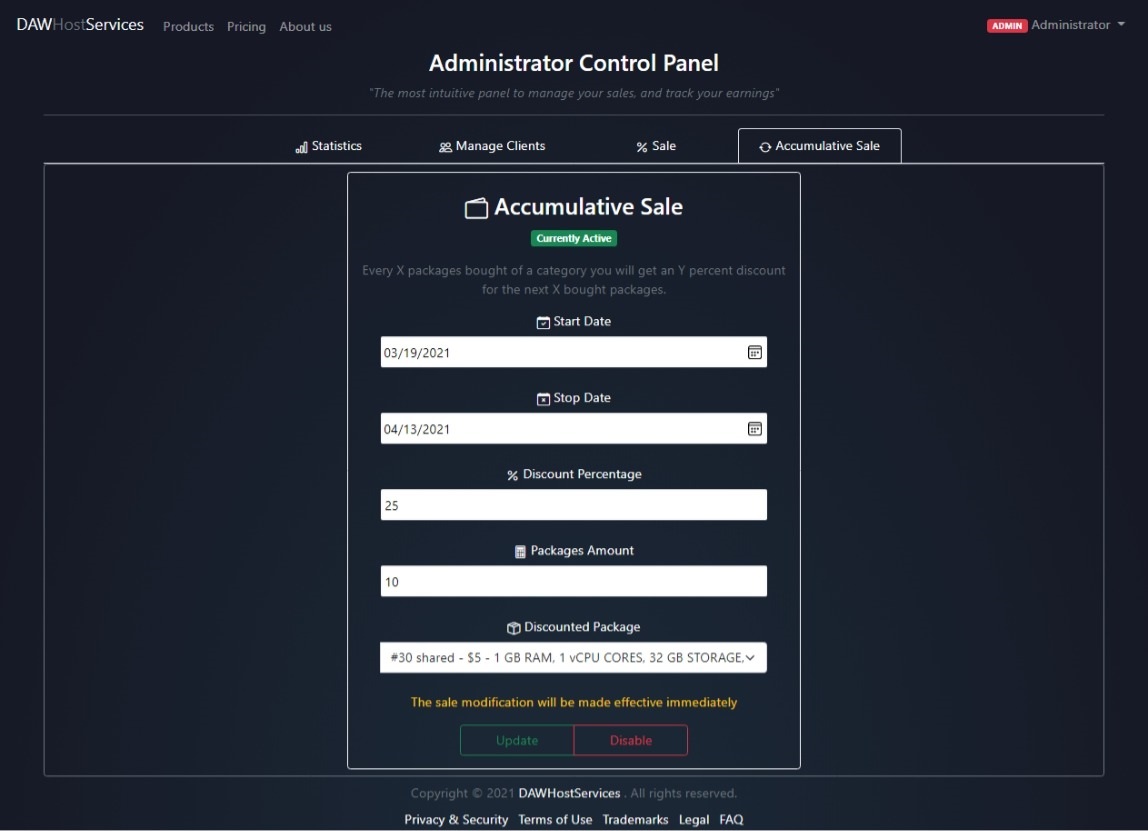 DAWHostServices Products Pricing About us ADMIN Administrator
Administrator Control Panel
"The most intuitive panel to manage your sales, and track your earnings"
Statistics Manage Clients Sale Accumulative Sale
Accumulative Sale
Currently Active
Every X packages bought of a category you will get an Y percent discount
for the next X bought packages.
Start Date
03/19/2021
Stop Date
04/13/2021
Discount Percentage
25
Packages Amount
10
Discounted Package
#30 shared - $5 - 1 GB RAM, 1 vCPU CORES, 32 GB STORAGE,
The sale modification will be made effective immediately
Update Disable
Copyright © 2021 DAWHostServices . All rights reserved.
Privacy & Security Terms of Use Trademarks Legal FAQ